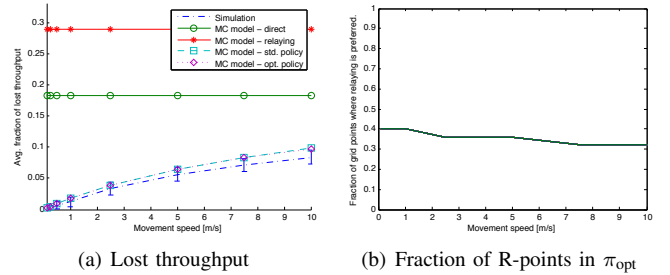 Simulation
MC model – direct
MC model – relaying
MC model – std. policy
MC model – opt. policy
Avg. fraction of lost throughput
0.3
0.25
0.2
0.15
0.1
0.05
0
1 2 3 4 5 6 7 8 9 10
Movement speed [m/s]
(a) Lost throughput
Fraction of grid points where relaying is preferred.
1
0.9
0.8
0.7
0.6
0.5
0.4
0.3
0.2
0.1
0
0 1 2 3 4 5 6 7 8 9 10
Movement speed [m/s]
(b) Fraction of R-points in πopt